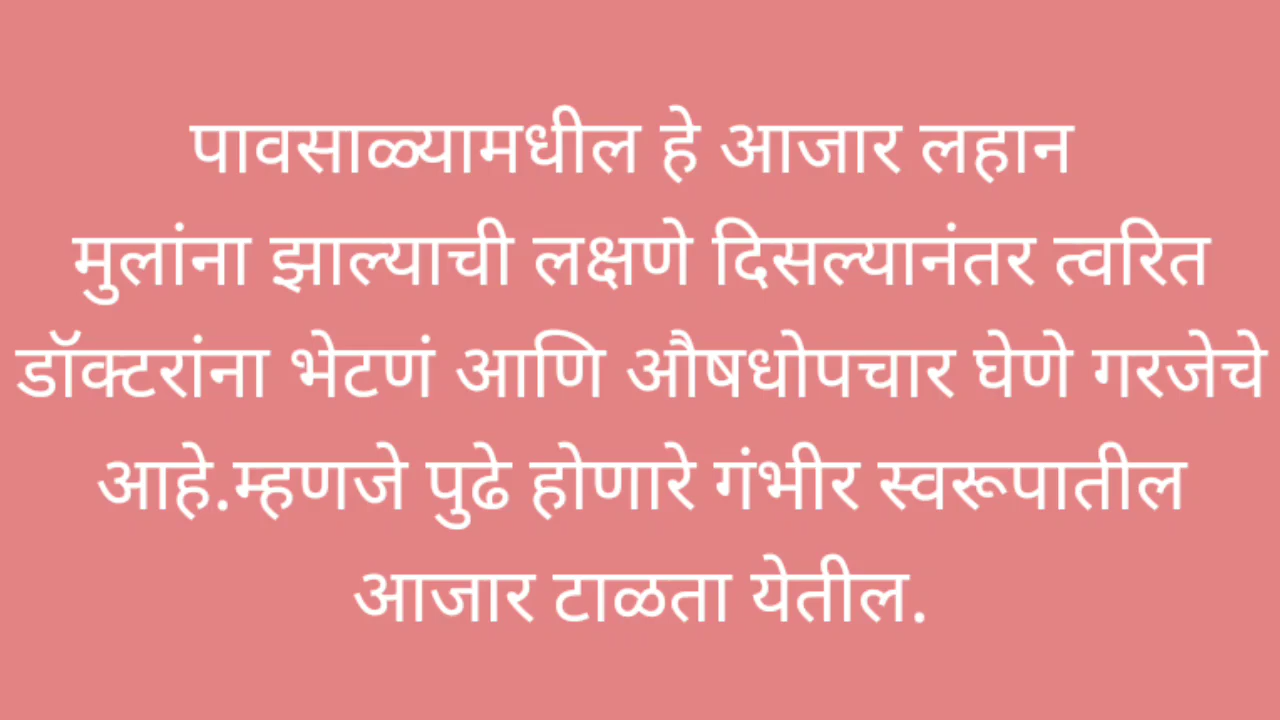 पावसाळ्यामधील हे आजार लहान
मुलांना झाल्याची लक्षणे दिसल्यानंतर त्वरित
डॉक्टरांना भेटणं आणि औषधोपचार घेणे गरजेचे
आहे.म्हणजे पुढे होणारे गंभीर स्वरूपातील
आजार टाळता येतील.